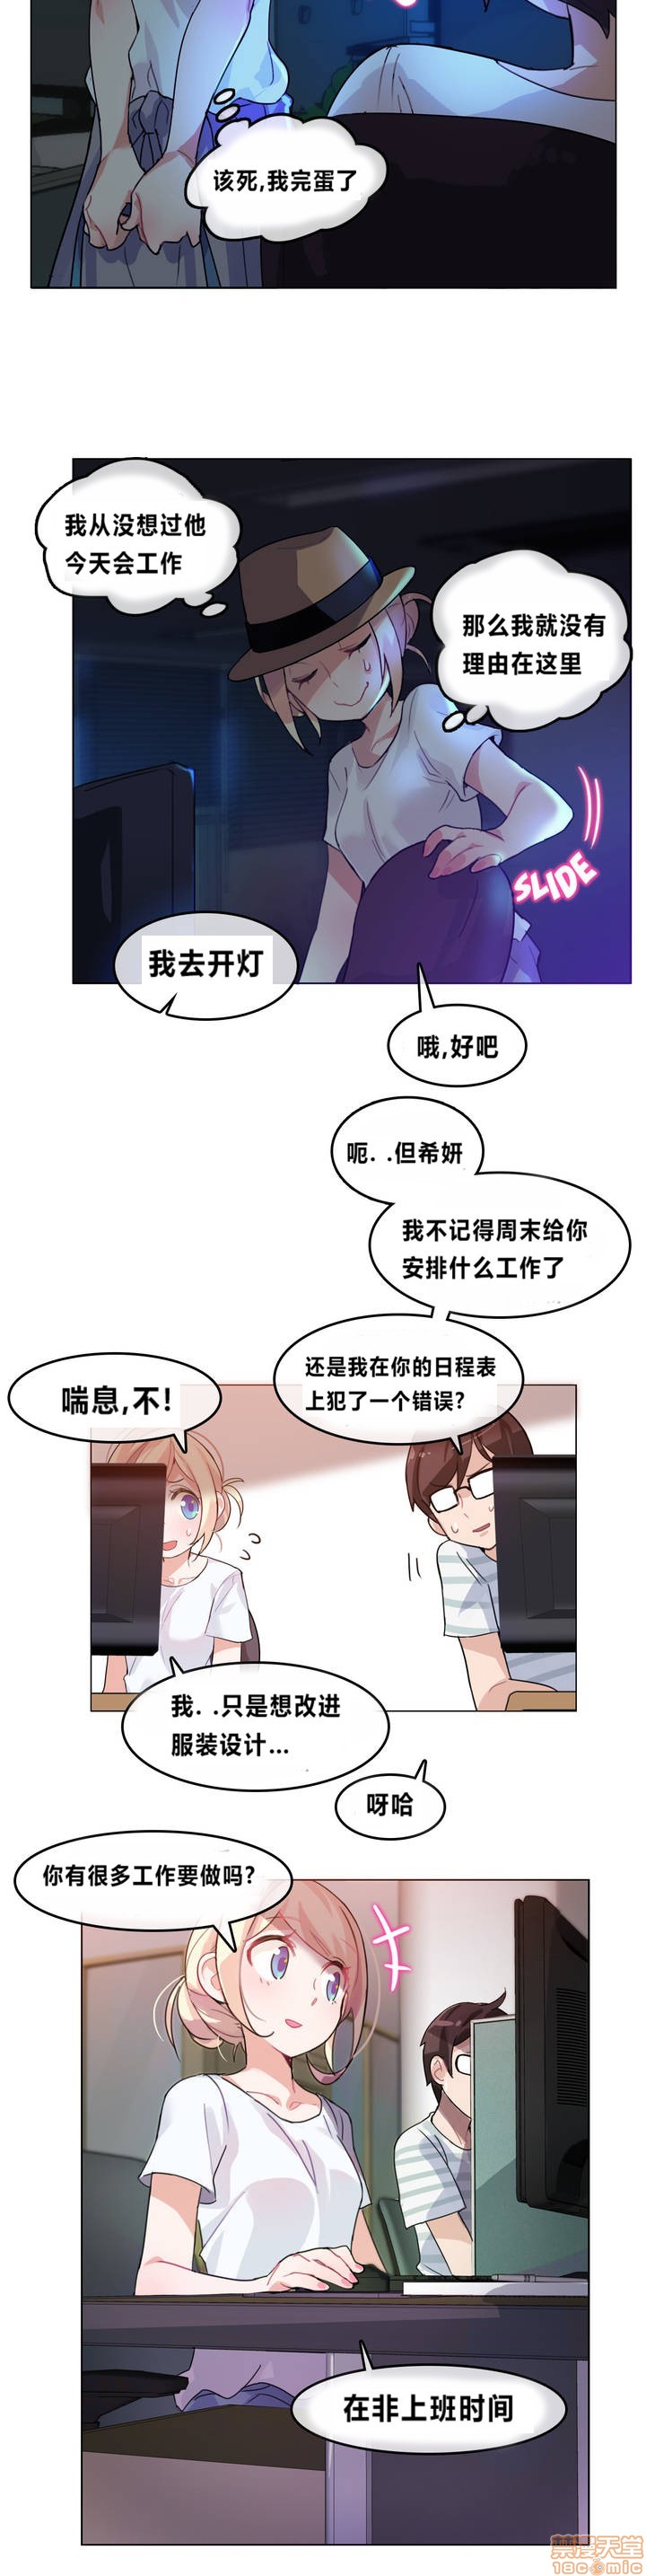 该死,我完蛋了
我从没想过他
今天会工作
那么我就没有
理由在这里
SLIDE
我去开灯
哦,好吧
呃. .但希妍
我不记得周末给你
安排什么工作了
还是我在你的日程表
上犯了一个错误?
喘息,不!
我. .只是想改进
服装设计...
呀哈
你有很多工作要做吗?
在非上班时间
禁漫天堂
18comic